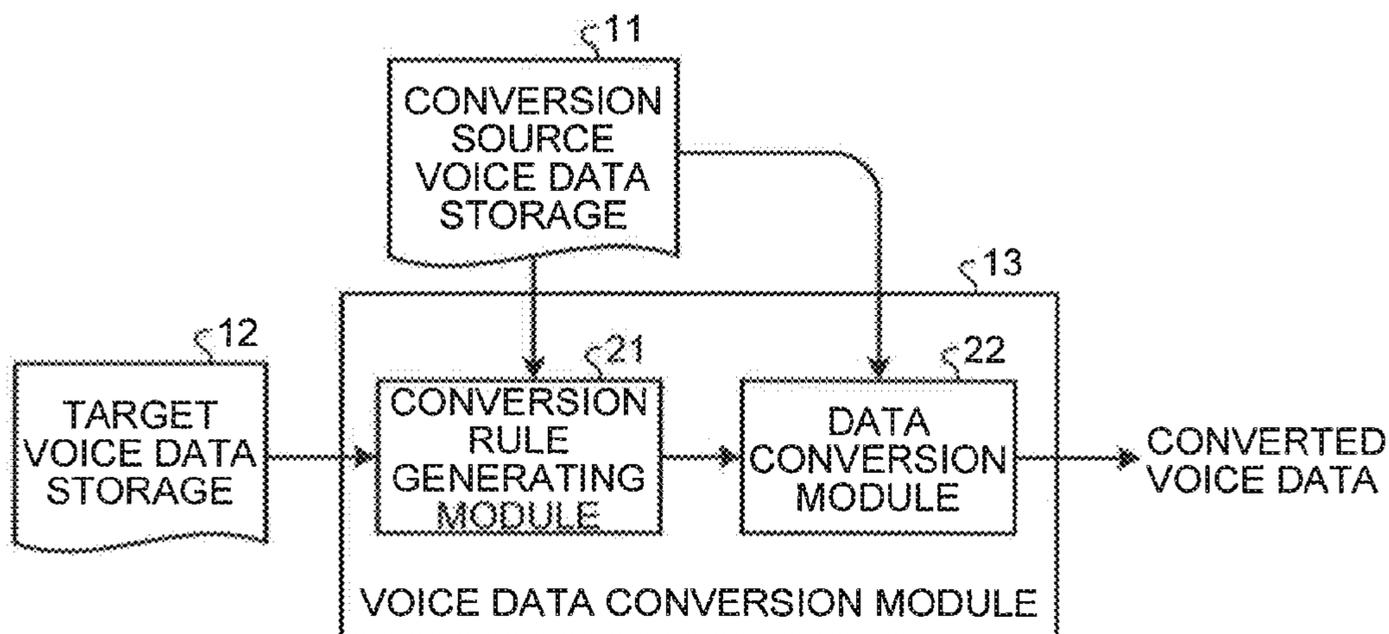 11
CONVERSION
SOURCE
VOICE DATA
STORAGE
13
12
TARGET
VOICE DATA
STORAGE
21
CONVERSION
RULE
GENERATING
MODULE
22
DATA
CONVERSION
MODULE
CONVERTED
VOICE DATA
VOICE DATA CONVERSION MODULE